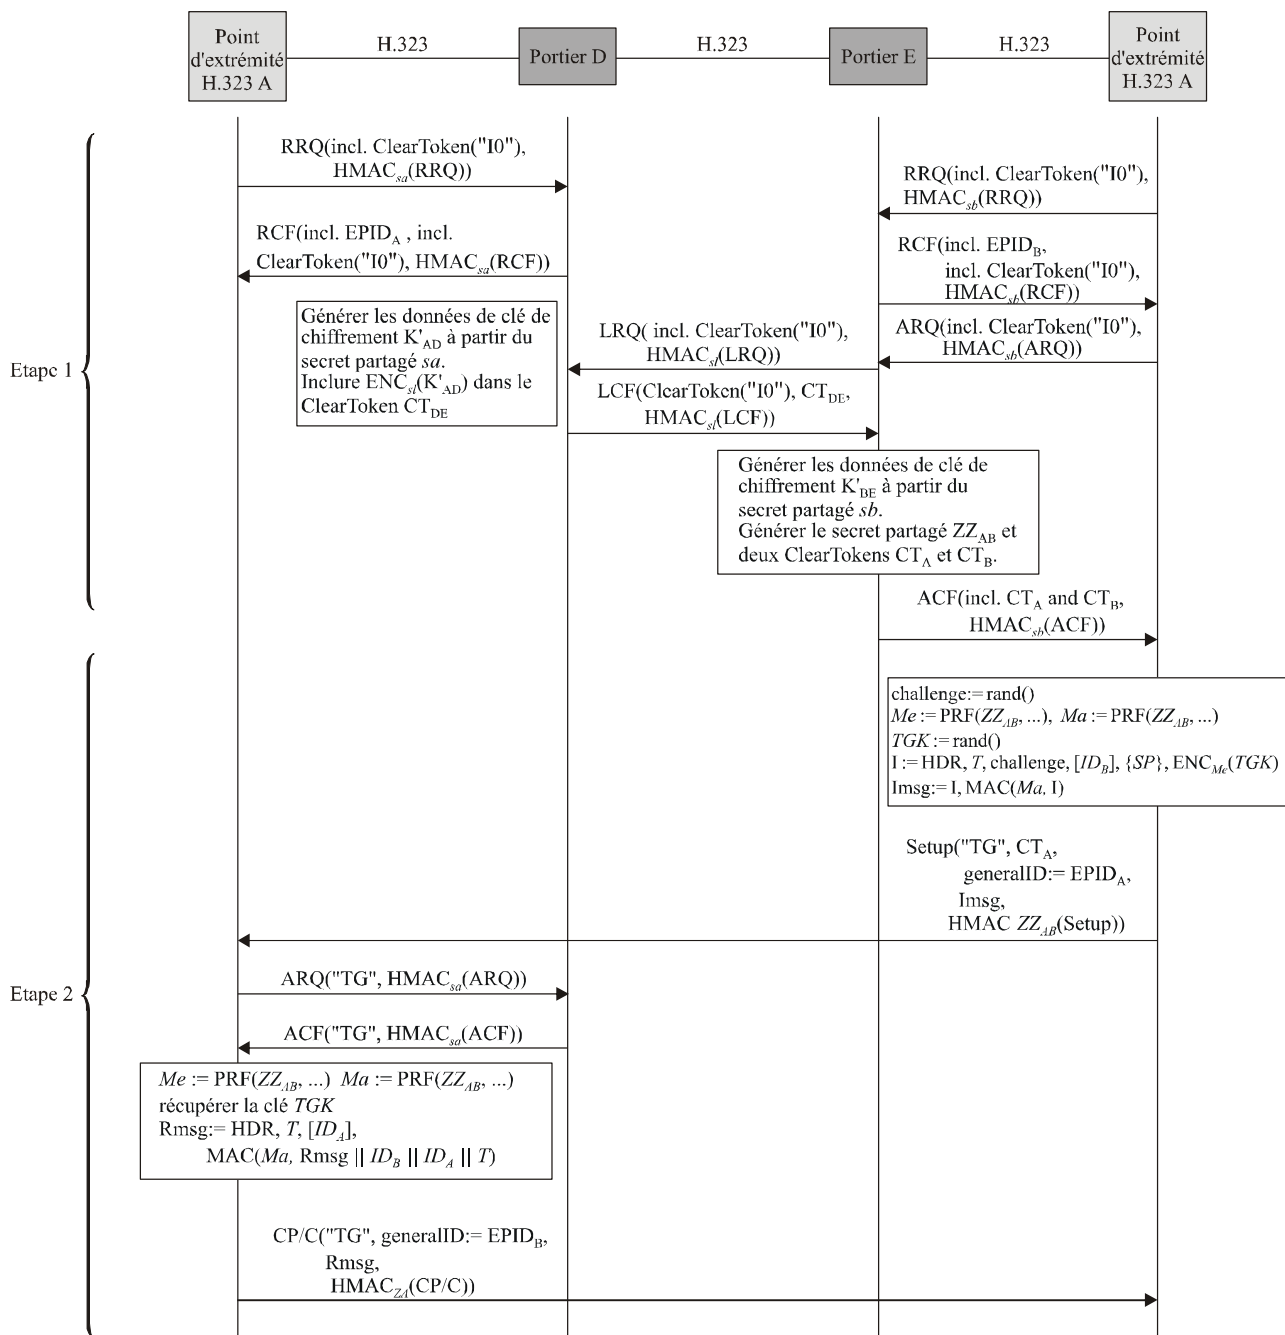 Point
d'extrémité
H.323 A
H.323
Portier D
H.323
Portier E
H.323
Point
d'extrémité
H.323 A
Etape 1
RRQ(incl. ClearToken("I0"),
HMACsa(RRQ))
RRQ(incl. ClearToken("I0"),
HMACsb(RRQ))
RCF(incl. EPIDA , incl.
ClearToken("I0"), HMACsa(RCF))
RCF(incl. EPIDB,
incl. ClearToken("I0"),
HMACsb(RCF))
Générer les données de clé de
chiffrement K'AD à partir du
secret partagé sa.
Inclure ENCsl(K'AD) dans le
ClearToken CTDE
LRQ( incl. ClearToken("I0"),
HMACsl(LRQ))
ARQ(incl. ClearToken("I0"),
HMACsb(ARQ))
LCF(ClearToken("I0"), CTDE,
HMACsl(LCF))
Générer les données de clé de
chiffrement K'BE à partir du
secret partagé sb.
Générer le secret partagé ZZAB et
deux ClearTokens CTA et CTB.
ACF(incl. CTA and CTB,
HMACsb(ACF))
Etape 2
challenge:= rand()
Me := PRF(ZZAB, ...), Ma := PRF(ZZAB, ...)
TGK := rand()
I := HDR, T, challenge, [IDB], {SP}, ENCMe(TGK)
Imsg:= I, MAC(Ma, I)
Setup("TG", CTA,
generalID:= EPIDA,
Imsg,
HMAC ZZAB(Setup))
ARQ("TG", HMACsa(ARQ))
ACF("TG", HMACsa(ACF))
Me := PRF(ZZAB, ...) Ma := PRF(ZZAB, ...)
récupérer la clé TGK
Rmsg:= HDR, T, [IDA],
MAC(Ma, Rmsg || IDB || IDA || T)
CP/C("TG", generalID:= EPIDB,
Rmsg,
HMACZA(CP/C))